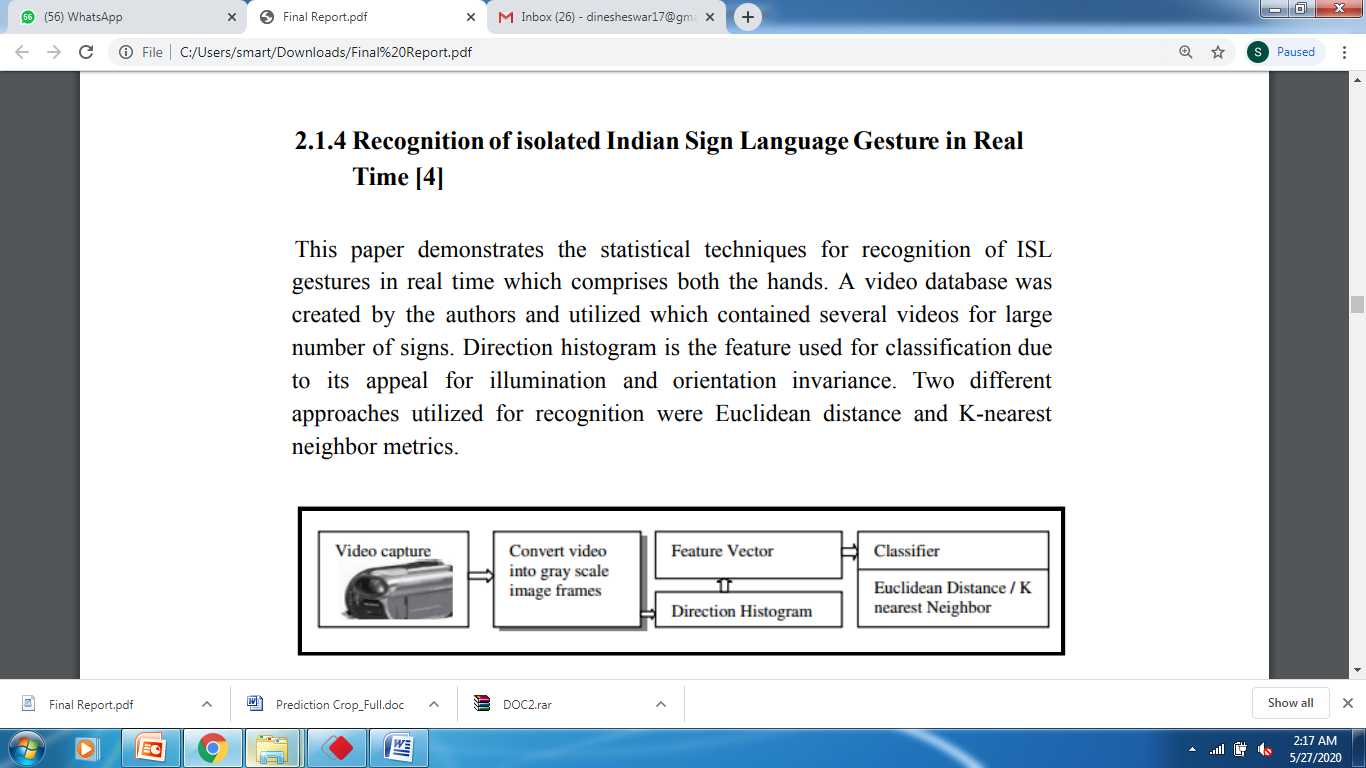 (56) WhatsApp
Final Report.pdf
Inbox (26) - dinesheswar17@gm
File
C:/Users/smart/Downloads/Final%20Report.pdf
S
Paused
2.1.4 Recognition of isolated Indian Sign Language Gesture in Real
Time [4]
This paper demonstrates the statistical techniques for recognition of ISL
gestures in real time which comprises both the hands. A video database was
created by the authors and utilized which contained several videos for large
number of signs. Direction histogram is the feature used for classification due
to its appeal for illumination and orientation invariance. Two different
approaches utilized for recognition were Euclidean distance and K-nearest
neighbor metrics.
Video capture
Convert video
into gray scale
image frames
Feature Vector
Direction Histogram
Classifier
Euclidean Distance / K
nearest Neighbor
Final Report.pdf
Prediction Crop_Full.doc
DOC2.rar
Show all
2:17 AM
5/27/2020